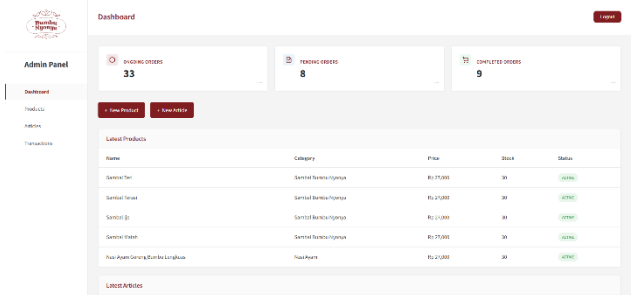 Bumbu
Nyonya
Dashboard
Logout
Admin Panel
Dashboard
Products
Articles
Transactions
ONGOING ORDERS
33
PENDING ORDERS
8
COMPLETED ORDERS
9
+ New Product
+ New Article
Latest Products
Name Category Price Stock Status
Sambal Teri Sambal Bumbu Nyonya Rp 27,000 30 ACTIVE
Sambal Terasi Sambal Bumbu Nyonya Rp 27,000 30 ACTIVE
Sambal Ijo Sambal Bumbu Nyonya Rp 27,000 30 ACTIVE
Sambal Sambal Bumbu Nyonya Rp 27,000 30 ACTIVE
Nasi Ayam Goreng Bumbu Lengkuas Nasi Ayam Rp 27,000 30 ACTIVE
Latest Articles